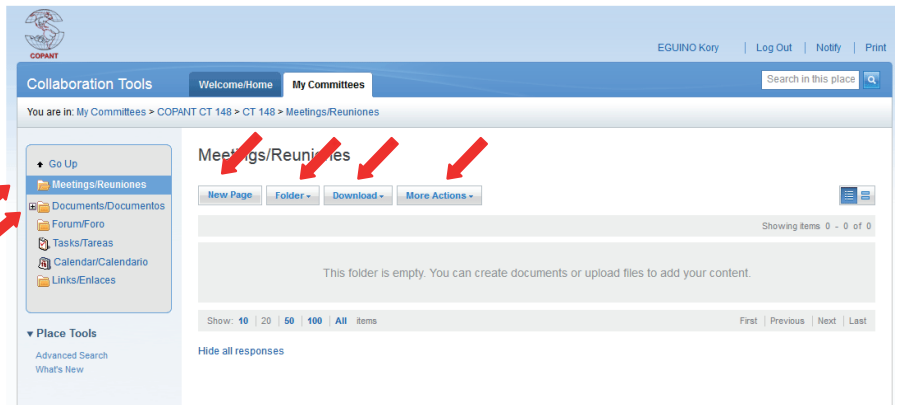 COPANT
EGUINO Kory | Log Out | Notify | Print
Collaboration Tools
Welcome/Home My Committees
Search in this place
You are in: My Committees > COPANT CT 148 > CT 148 > Meetings/Reuniones
Go Up
Meetings/Reuniones
Documents/Documentos
Forum/Foro
Tasks/Tareas
Calendar/Calendario
Links/Enlaces
Place Tools
Advanced Search
What's New
Meetings/Reuniones
New Page Folder Download More Actions
Showing items 0 - 0 of 0
This folder is empty. You can create documents or upload files to add your content.
Show: 10 | 20 | 50 | 100 | All items
First | Previous | Next | Last
Hide all responses